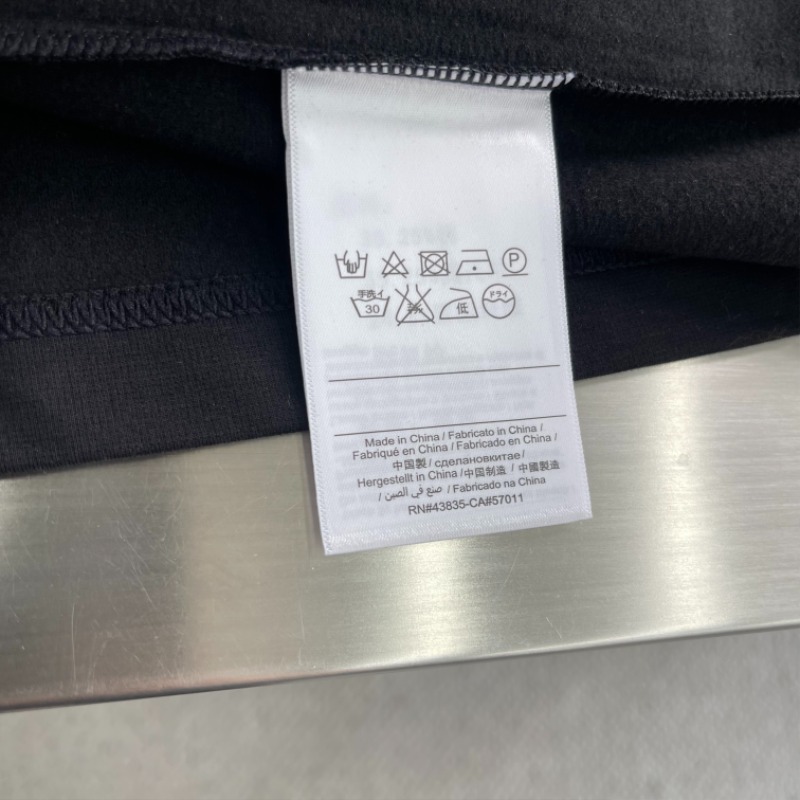 P
手洗イ 30 低 ドライ
Made in China / Fabricato in China /
Fabriqué en China / Fabricado en China /
中国製 / сделановкитае /
Hergestellt in China /中国制造 / 中國製造
/ صنع في الصين / Fabricado na China
RN#43835-CA#57011